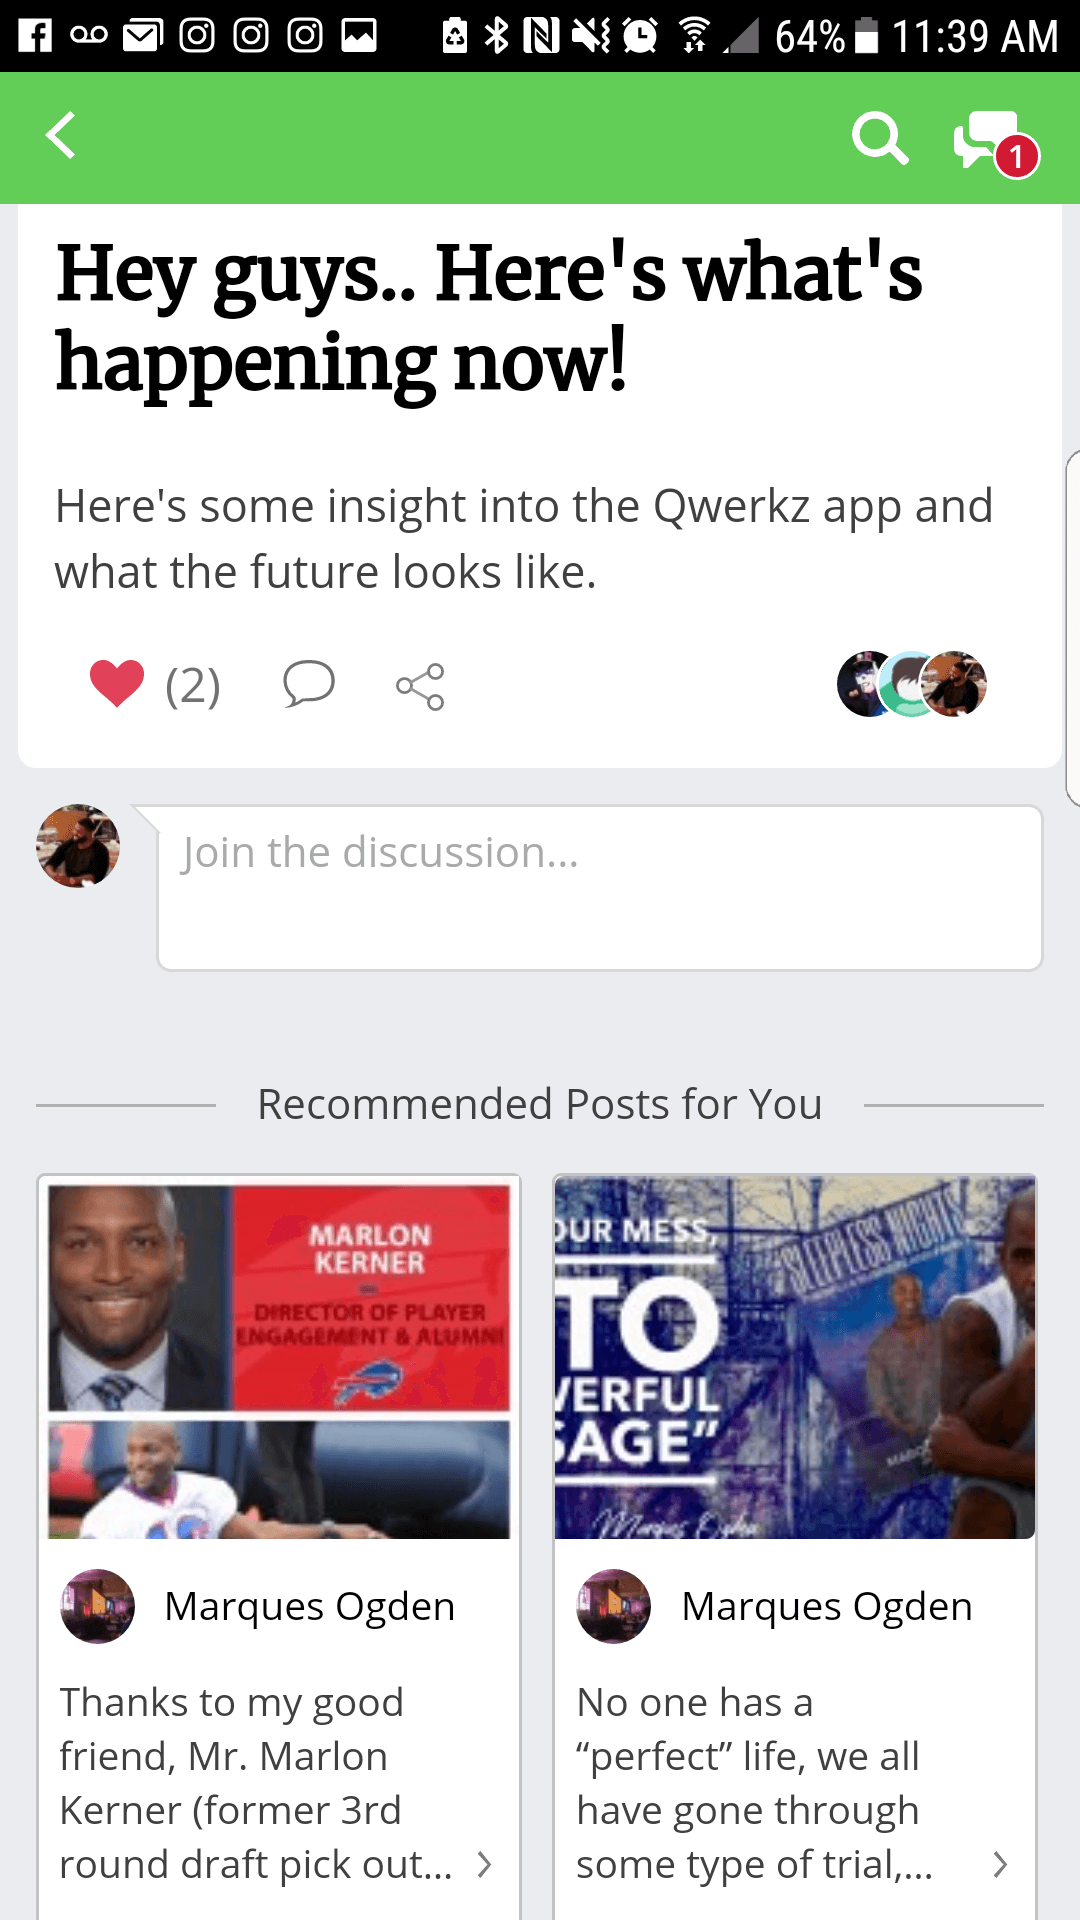 64% 11:39 AM
1
Hey guys.. Here's what's
happening now!
Here's some insight into the Qwerkz app and
what the future looks like.
(2)
Join the discussion...
Recommended Posts for You
MARLON
KERNER
DIRECTOR OF PLAYER
ENGAGEMENT & ALUMNI
OUR MESS,
TO
VERFUL
SAGE”
SLEEPLESS NIGHTS
Marques Ogden
Marques Ogden
Thanks to my good
friend, Mr. Marlon
Kerner (former 3rd
round draft pick out...
Marques Ogden
No one has a
“perfect” life, we all
have gone through
some type of trial,...